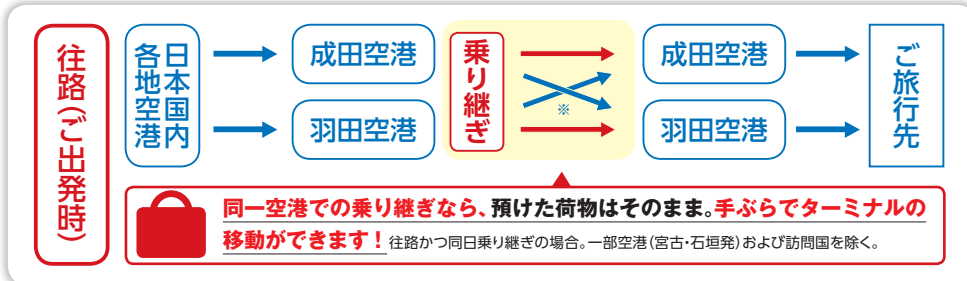 往路(ご出発時)
日本国内
各地空港
成田空港
羽田空港
乗り継ぎ
※
成田空港
羽田空港
ご旅行先
同一空港での乗り継ぎなら、預けた荷物はそのまま。手ぶらでターミナルの
移動ができます! 往路かつ同日乗り継ぎの場合。一部空港(宮古・石垣発)および訪問国を除く。